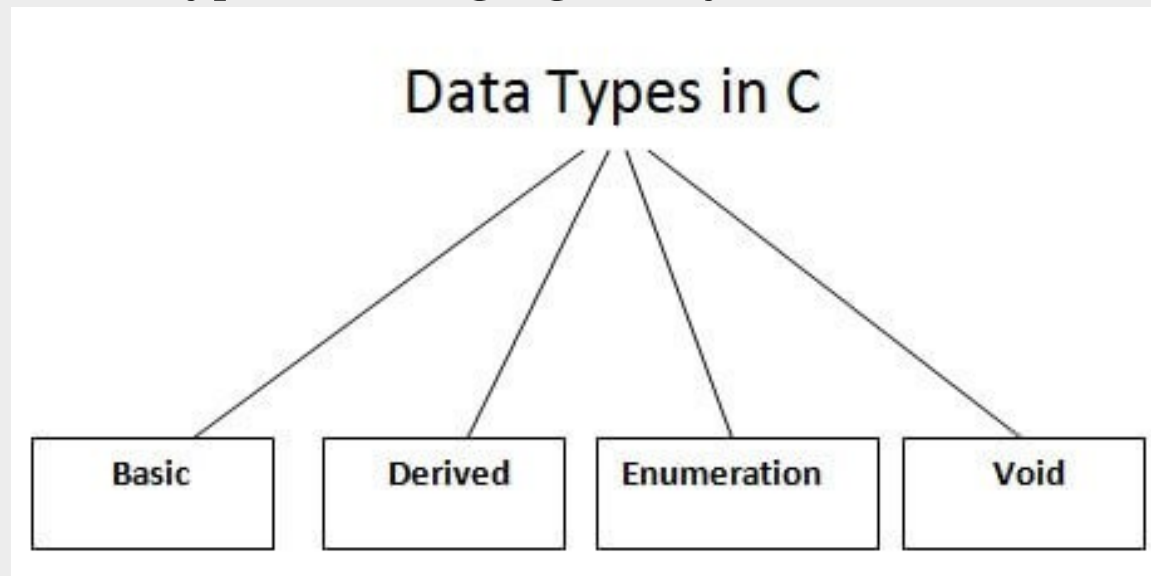 Data Types in C
Basic
Derived
Enumeration
Void